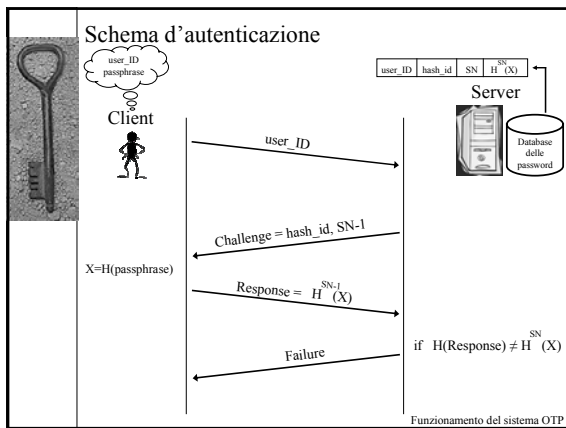 Schema d'autenticazione
user_ID
passphrase
Client
user_ID hash_id SN H^SN(X)
Server
Database
delle
password
user_ID
Challenge = hash_id, SN-1
X=H(passphrase)
Response = H^SN-1(X)
if H(Response) ≠ H^SN(X)
Failure
Funzionamento del sistema OTP